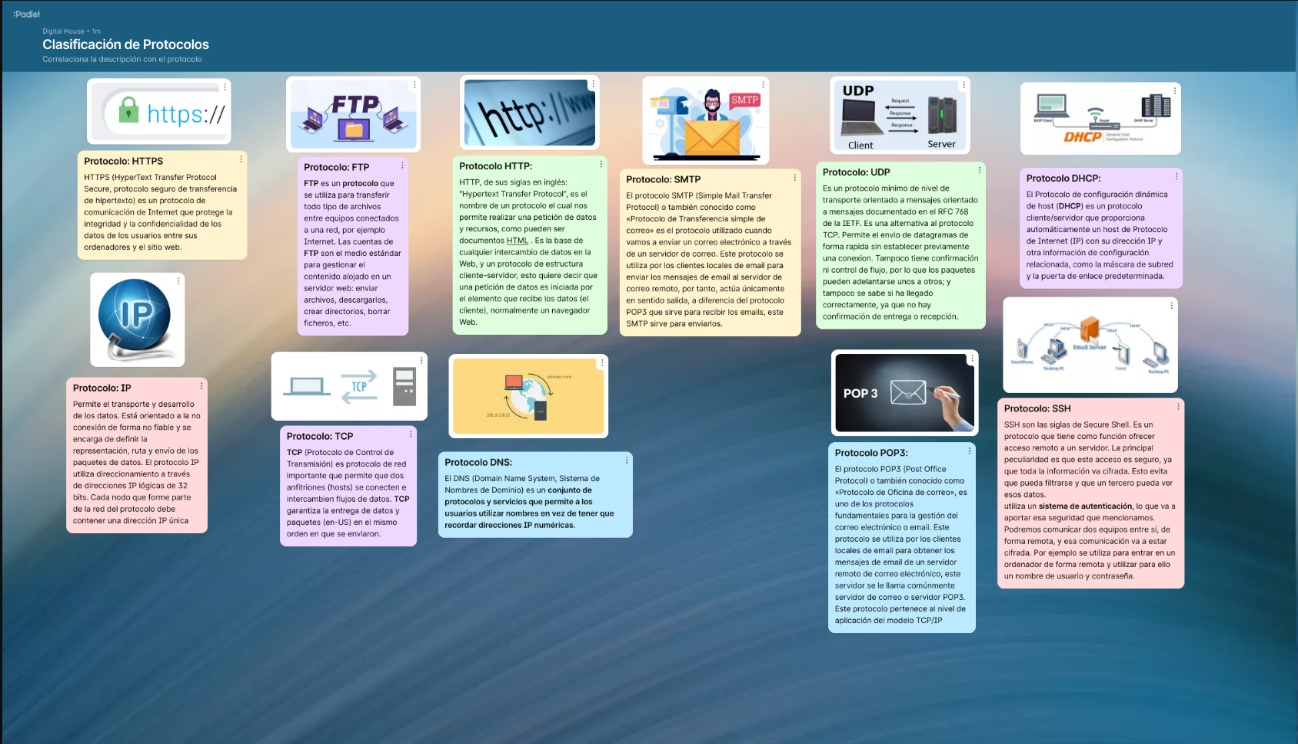 :Padlet
Digital House • 1m
Clasificación de Protocolos
Correlaciona la descripción con el protocolo
https://
Protocolo: HTTPS
HTTPS (HyperText Transfer Protocol
Secure, protocolo seguro de transferencia
de hipertexto) es un protocolo de
comunicación de Internet que protege la
integridad y la confidencialidad de los
datos de los usuarios entre sus
ordenadores y el sitio web.
IP
Protocolo: IP
Permite el transporte y desarrollo
de los datos. Está orientado a la no
conexión de forma no fiable y se
encarga de definir la
representación, ruta y envío de los
paquetes de datos. El protocolo IP
utiliza direccionamiento a través
de direcciones IP lógicas de 32
bits. Cada nodo que forme parte
de la red del protocolo debe
contener una dirección IP única
FTP
Protocolo: FTP
FTP es un protocolo que
se utiliza para transferir
todo tipo de archivos
entre equipos conectados
a una red, por ejemplo
Internet. Las cuentas de
FTP son el medio estándar
para gestionar el
contenido alojado en un
servidor web: enviar
archivos, descargarlos,
crear directorios, borrar
ficheros, etc.
TCP
Protocolo: TCP
TCP (Protocolo de Control de
Transmisión) es protocolo de red
importante que permite que dos
anfitriones (hosts) se conecten e
intercambien flujos de datos. TCP
garantiza la entrega de datos y
paquetes (en-US) en el mismo
orden en que se enviaron.
http://www
Protocolo HTTP:
HTTP, de sus siglas en inglés:
"Hypertext Transfer Protocol", es el
nombre de un protocolo el cual nos
permite realizar una petición de datos
y recursos, como pueden ser
documentos HTML . Es la base de
cualquier intercambio de datos en la
Web, y un protocolo de estructura
cliente-servidor, esto quiere decir que
una petición de datos es iniciada por
el elemento que recibe los datos (el
cliente), normalmente un navegador
Web.
domain.com
Protocolo DNS:
El DNS (Domain Name System, Sistema de
Nombres de Dominio) es un conjunto de
protocolos y servicios que permite a los
usuarios utilizar nombres en vez de tener que
recordar direcciones IP numéricas.
SMTP
Protocolo: SMTP
El protocolo SMTP (Simple Mail Transfer
Protocol) o también conocido como
«Protocolo de Transferencia simple de
correo» es el protocolo utilizado cuando
vamos a enviar un correo electrónico a través
de un servidor de correo. Este protocolo se
utiliza por los clientes locales de email para
enviar los mensajes de email al servidor de
correo remoto, por tanto, actúa únicamente
en sentido salida, a diferencia del protocolo
POP3 que sirve para recibir los emails, este
SMTP sirve para enviarlos.
UDP
Request
Response
Response
Client Server
Protocolo: UDP
Es un protocolo mínimo de nivel de
transporte orientado a mensajes orientado
a mensajes documentado en el RFC 768
de la IETF. Es una alternativa al protocolo
TCP. Permite el envío de datagramas de
forma rapida sin establecer previamente
una conexion. Tampoco tiene confirmación
ni control de flujo, por lo que los paquetes
pueden adelantarse unos a otros; y
tampoco se sabe si ha llegado
correctamente, ya que no hay
confirmación de entrega o recepción.
POP 3
Protocolo: POP3:
El protocolo POP3 (Post Office
Protocol) o también conocido como
«Protocolo de Oficina de correo», es
uno de los protocolos
fundamentales para la gestión del
correo electrónico o email. Este
protocolo se utiliza por los clientes
locales de email para obtener los
mensajes de email de un servidor
remoto de correo electrónico, este
servidor se le llama comúnmente
servidor de correo o servidor POP3.
Este protocolo pertenece al nivel de
aplicación del modelo TCP/IP
DHCP Client
Router
DHCP Server
DHCP
Protocolo DHCP:
El Protocolo de configuración dinámica
de host (DHCP) es un protocolo
cliente/servidor que proporciona
automáticamente un host de Protocolo
de Internet (IP) con su dirección IP y
otra información de configuración
relacionada, como la máscara de subred
y la puerta de enlace predeterminada.
Email Server
Smartphone
Desktop PC
Tablet
Desktop PC
Protocolo: SSH
SSH son las siglas de Secure Shell. Es un
protocolo que tiene como función ofrecer
acceso remoto a un servidor. La principal
peculiaridad es que este acceso es seguro, ya
que toda la información va cifrada. Esto evita
que pueda filtrarse y que un tercero pueda ver
esos datos.
utiliza un sistema de autenticación, lo que va a
aportar esa seguridad que mencionamos.
Podremos comunicar dos equipos entre sí, de
forma remota, y esa comunicación va a estar
cifrada. Por ejemplo se utiliza para entrar en un
ordenador de forma remota y utilizar para ello
un nombre de usuario y contraseña.